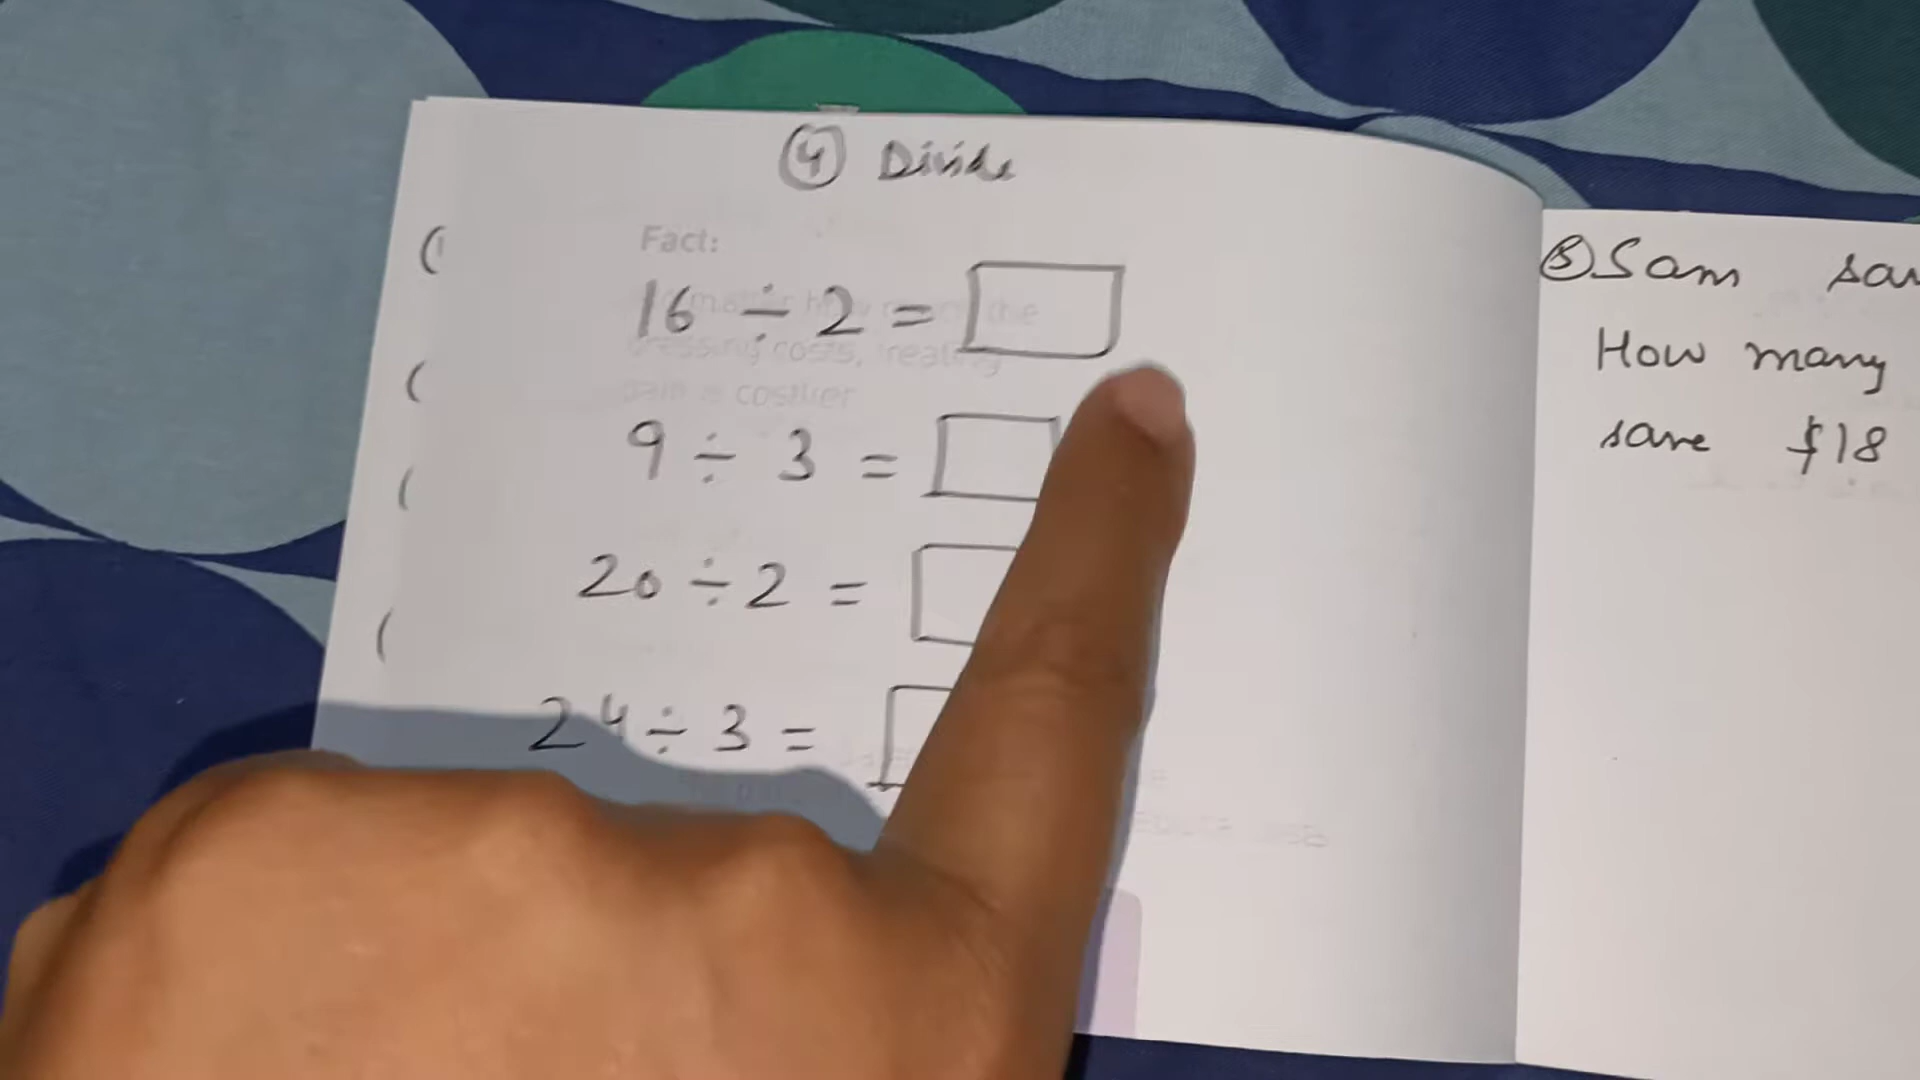 ④ Divide
Fact:
16 ÷ 2 =
9 ÷ 3 =
20 ÷ 2 =
24 ÷ 3 =
⑤ Sam
How many
save $18